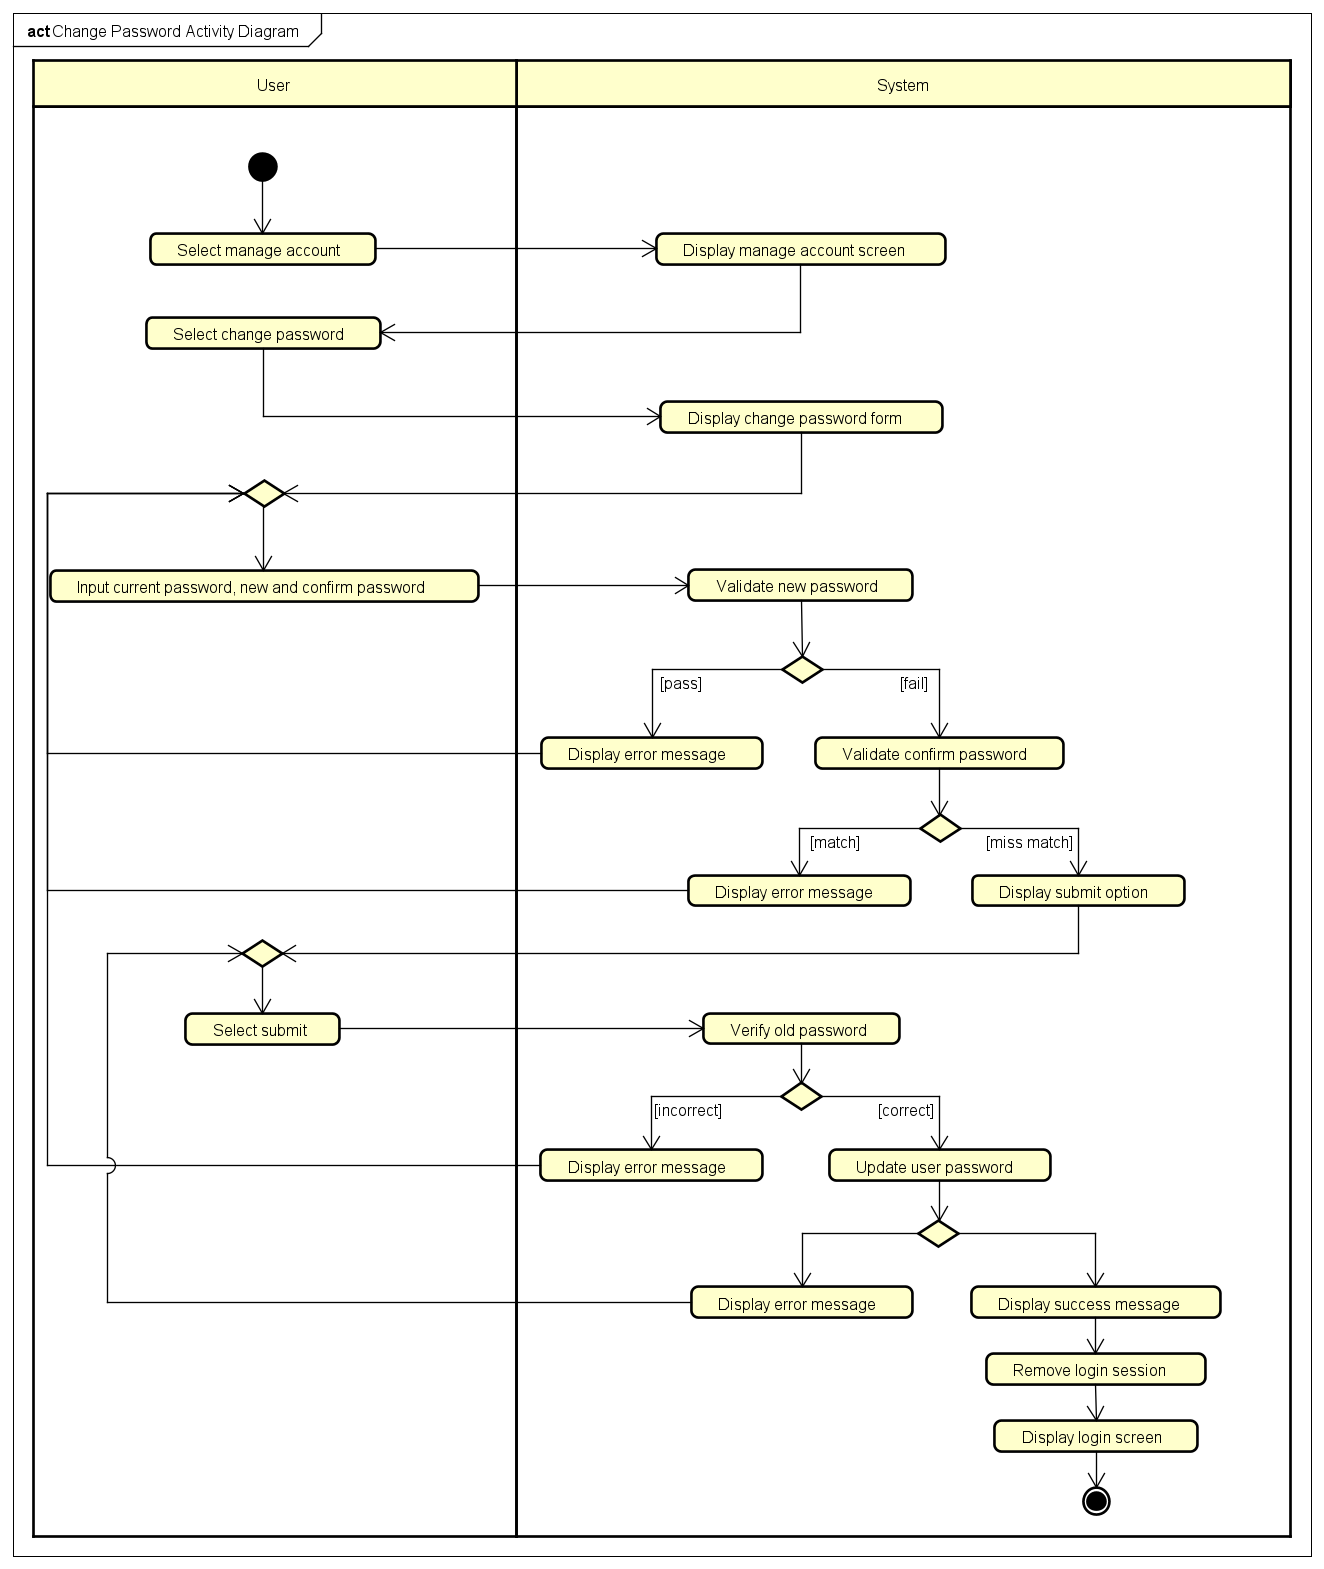 act Change Password Activity Diagram
User
System
Select manage account
Display manage account screen
Select change password
Display change password form
Input current password, new and confirm password
Validate new password
[pass]
[fail]
Display error message
Validate confirm password
[match]
[miss match]
Display error message
Display submit option
Select submit
Verify old password
[incorrect]
[correct]
Display error message
Update user password
Display error message
Display success message
Remove login session
Display login screen